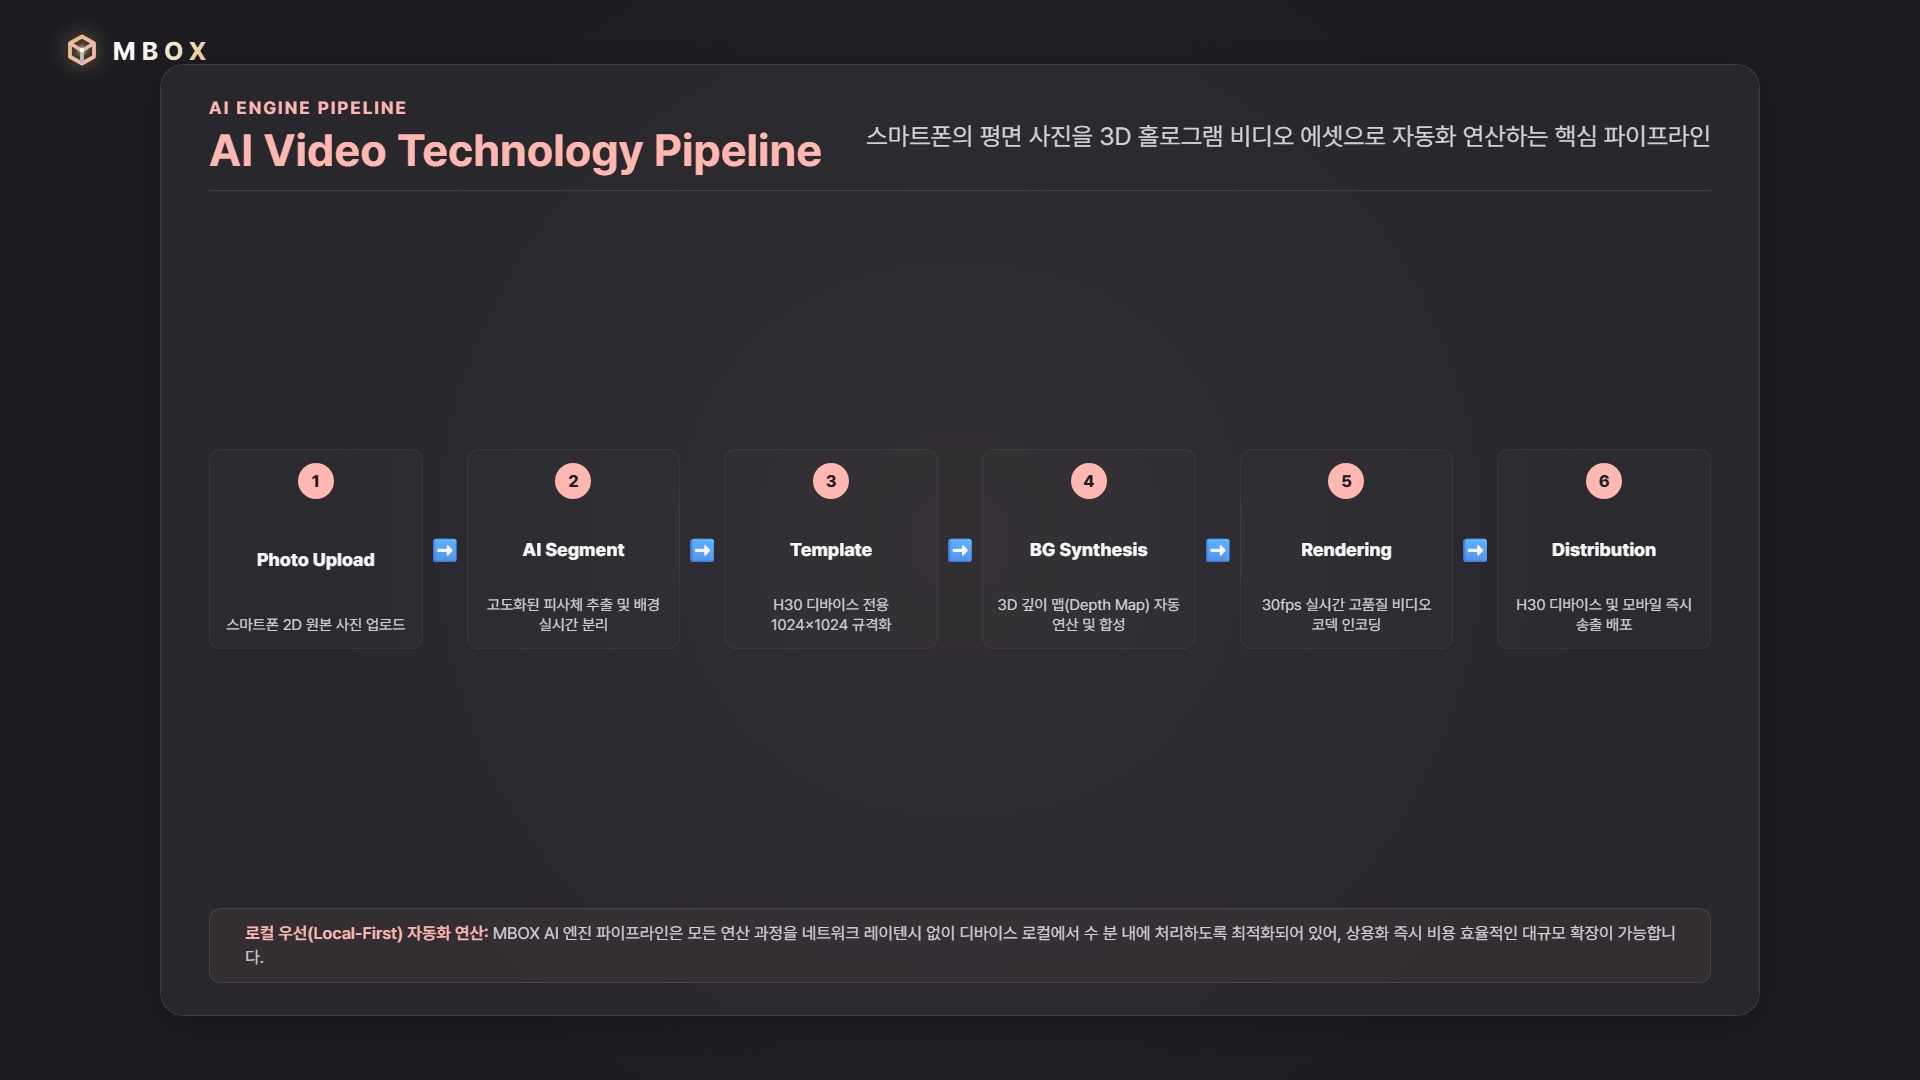 MBOX
AI ENGINE PIPELINE
AI Video Technology Pipeline
스마트폰의 평면 사진을 3D 홀로그램 비디오 에셋으로 자동화 연산하는 핵심 파이프라인
1
Photo Upload
스마트폰 2D 원본 사진 업로드
2
AI Segment
고도화된 피사체 추출 및 배경
실시간 분리
3
Template
H30 디바이스 전용
1024×1024 규격화
4
BG Synthesis
3D 깊이 맵(Depth Map) 자동
연산 및 합성
5
Rendering
30fps 실시간 고품질 비디오
코덱 인코딩
6
Distribution
H30 디바이스 및 모바일 즉시
송출 배포
로컬 우선(Local-First) 자동화 연산: MBOX AI 엔진 파이프라인은 모든 연산 과정을 네트워크 레이텐시 없이 디바이스 로컬에서 수 분 내에 처리하도록 최적화되어 있어, 상용화 즉시 비용 효율적인 대규모 확장이 가능합니
다.